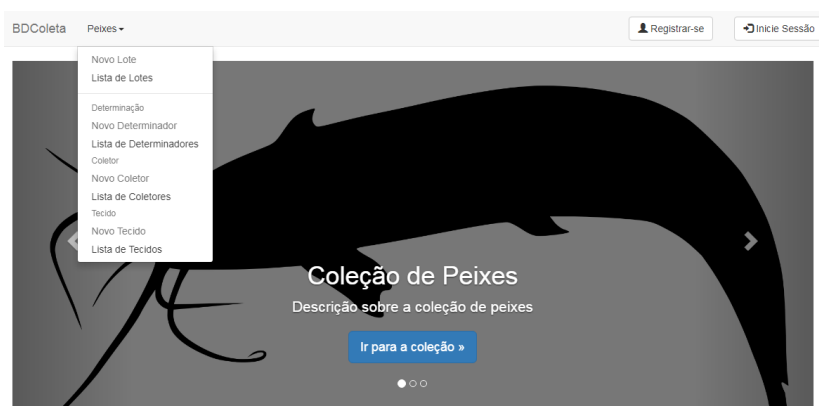 BDColeta Peixes Registrar-se Inicie Sessão
Novo Lote
Lista de Lotes
Determinação
Novo Determinador
Lista de Determinadores
Coletor
Novo Coletor
Lista de Coletores
Tecido
Novo Tecido
Lista de Tecidos
Coleção de Peixes
Descrição sobre a coleção de peixes
Ir para a coleção »